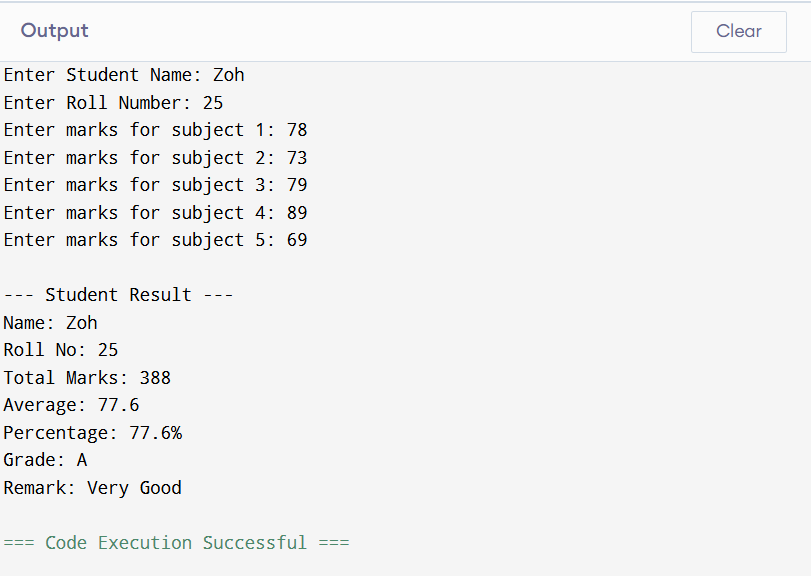 Output
Clear
Enter Student Name: Zoh
Enter Roll Number: 25
Enter marks for subject 1: 78
Enter marks for subject 2: 73
Enter marks for subject 3: 79
Enter marks for subject 4: 89
Enter marks for subject 5: 69
--- Student Result ---
Name: Zoh
Roll No: 25
Total Marks: 388
Average: 77.6
Percentage: 77.6%
Grade: A
Remark: Very Good
=== Code Execution Successful ===